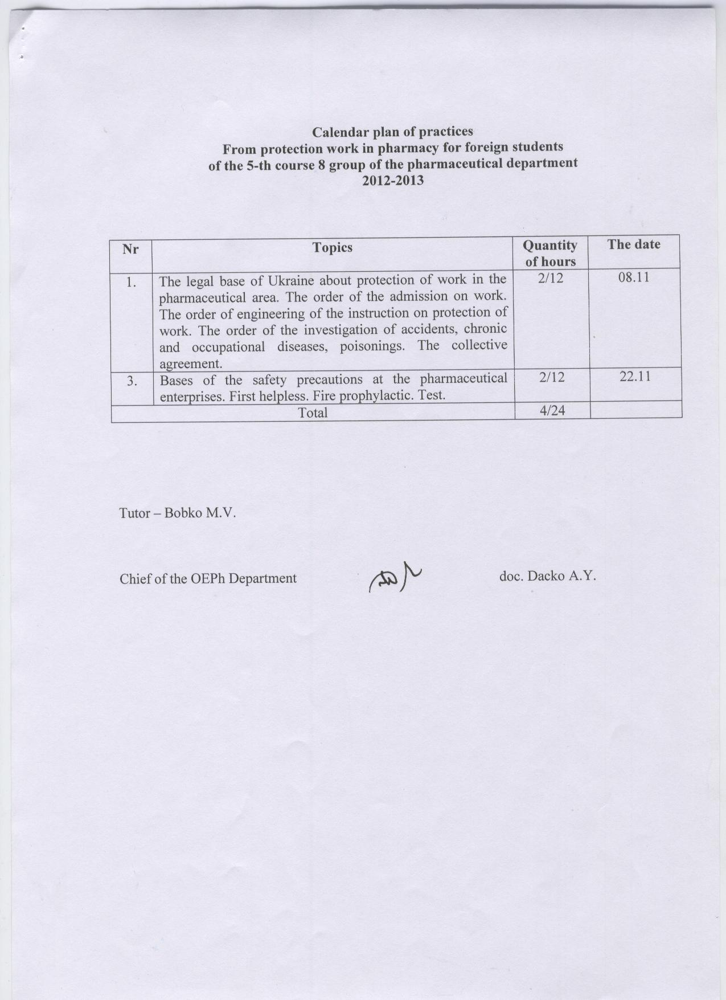 Calendar plan of practices
From protection work in pharmacy for foreign students
of the 5-th course 8 group of the pharmaceutical department
2012-2013
Nr Topics Quantity of hours The date
1. The legal base of Ukraine about protection of work in the 2/12 08.11
pharmaceutical area. The order of the admission on work.
The order of engineering of the instruction on protection of
work. The order of the investigation of accidents, chronic
and occupational diseases, poisonings. The collective
agreement.
3. Bases of the safety precautions at the pharmaceutical 2/12 22.11
enterprises. First helpless. Fire prophylactic. Test.
Total 4/24
Tutor – Bobko M.V.
Chief of the OEPh Department doc. Dacko A.Y.